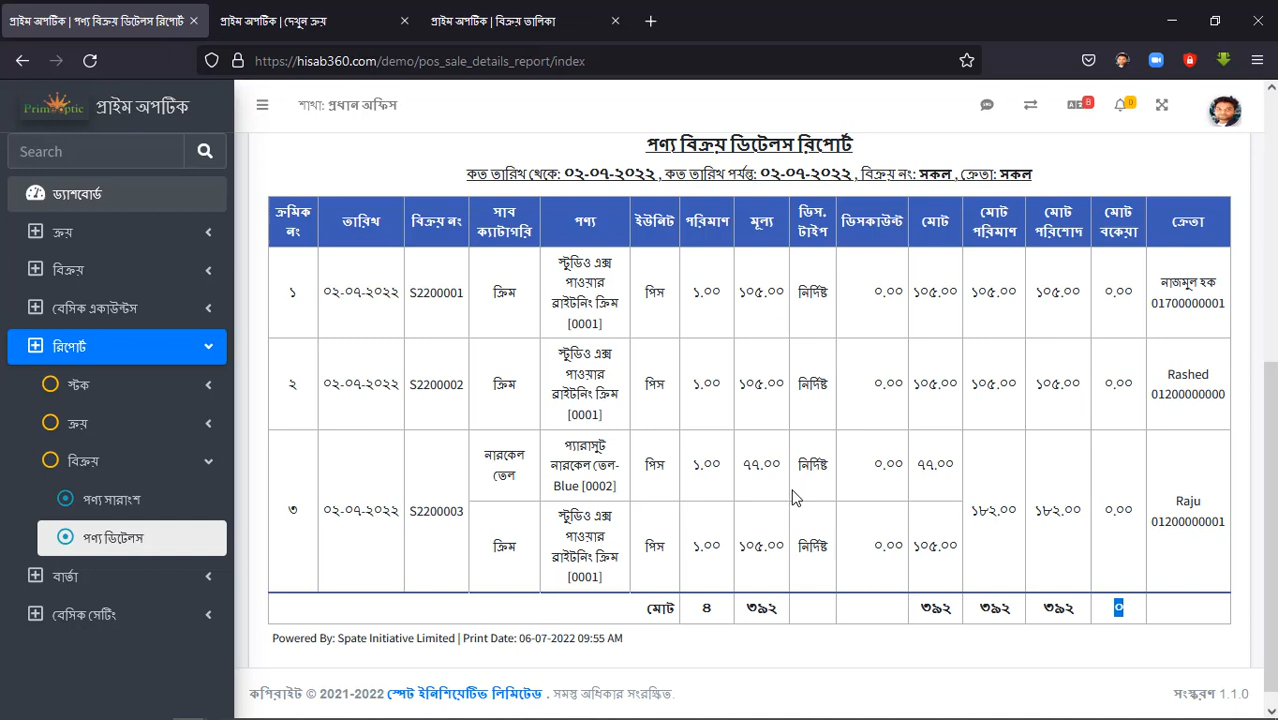 প্রাইম অপটিক | পণ্য বিক্রয় ডিটেলস রিপোর্ট
প্রাইম অপটিক | দেখুন ক্রয়
প্রাইম অপটিক | বিক্রয় তালিকা
https://hisab360.com/demo/pos_sale_details_report/index
PrimOptic
প্রাইম অপটিক
শাখা: প্রধান অফিস
8
0
Search
ড্যাশবোর্ড
ক্রয়
বিক্রয়
বেসিক একাউন্টস
রিপোর্ট
স্টক
ক্রয়
বিক্রয়
পণ্য সারাংশ
পণ্য ডিটেলস
বার্তা
বেসিক সেটিং
পণ্য বিক্রয় ডিটেলস রিপোর্ট
কত তারিখ থেকে: ০২-০৭-২০২২ , কত তারিখ পর্যন্ত: ০২-০৭-২০২২ , বিক্রয় নং: সকল , ক্রেতা: সকল
ক্রমিক নং তারিখ বিক্রয় নং সাব ক্যাটাগরি পণ্য ইউনিট পরিমাণ মূল্য ডিস. টাইপ ডিসকাউন্ট মোট মোট পরিমান মোট পরিশোদ মোট বকেয়া ক্রেতা
১ ০২-০৭-২০২২ S2200001 ক্রিম স্টুডিও এক্স পাওয়ার ব্রাইটনিং ক্রিম [0001] পিস ১.০০ ১০৫.০০ নির্দিষ্ট ০.০০ ১০৫.০০ ১০৫.০০ ১০৫.০০ ০.০০ নাজমুল হক 01700000001
২ ০২-০৭-২০২২ S2200002 ক্রিম স্টুডিও এক্স পাওয়ার ব্রাইটনিং ক্রিম [0001] পিস ১.০০ ১০৫.০০ নির্দিষ্ট ০.০০ ১০৫.০০ ১০৫.০০ ১০৫.০০ ০.০০ Rashed 01200000000
৩ ০২-০৭-২০২২ S2200003 নারকেল তেল প্যারাসুট নারকেল তেল-Blue [0002] পিস ১.০০ ৭৭.০০ নির্দিষ্ট ০.০০ ৭৭.০০ ১৮২.০০ ১৮২.০০ ০.০০ Raju 01200000001
ক্রিম স্টুডিও এক্স পাওয়ার ব্রাইটনিং ক্রিম [0001] পিস ১.০০ ১০৫.০০ নির্দিষ্ট ০.০০ ১০৫.০০
মোট ৪ ৩৯২ ৩৯২ ৩৯২ ৩৯২ ০
Powered By: Spate Initiative Limited | Print Date: 06-07-2022 09:55 AM
কপিরাইট © 2021-2022 স্পেট ইনিশিয়েটিভ লিমিটেড . সমস্ত অধিকার সংরক্ষিত.
সংস্করণ 1.1.0